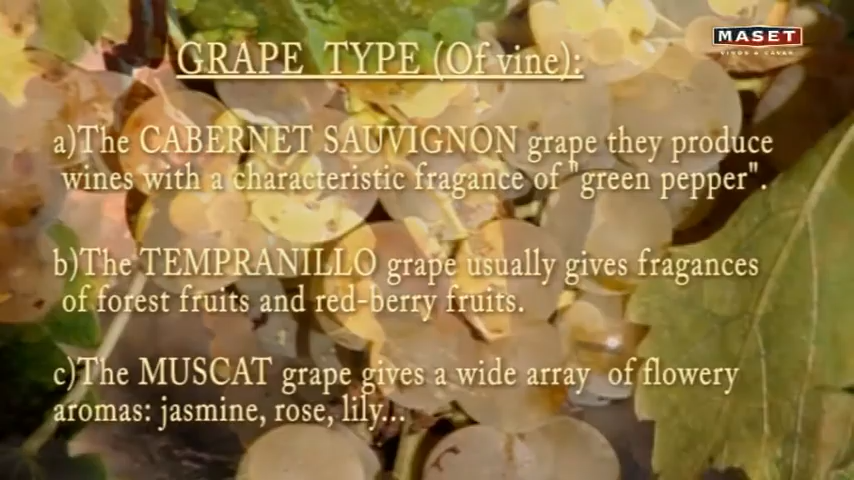 MASET
VINOS & CAVAS
GRAPE TYPE (Of vine):
a)The CABERNET SAUVIGNON grape they produce
wines with a characteristic fragance of "green pepper".
b)The TEMPRANILLO grape usually gives fragances
of forest fruits and red-berry fruits.
c)The MUSCAT grape gives a wide array of flowery
aromas: jasmine, rose, lily...